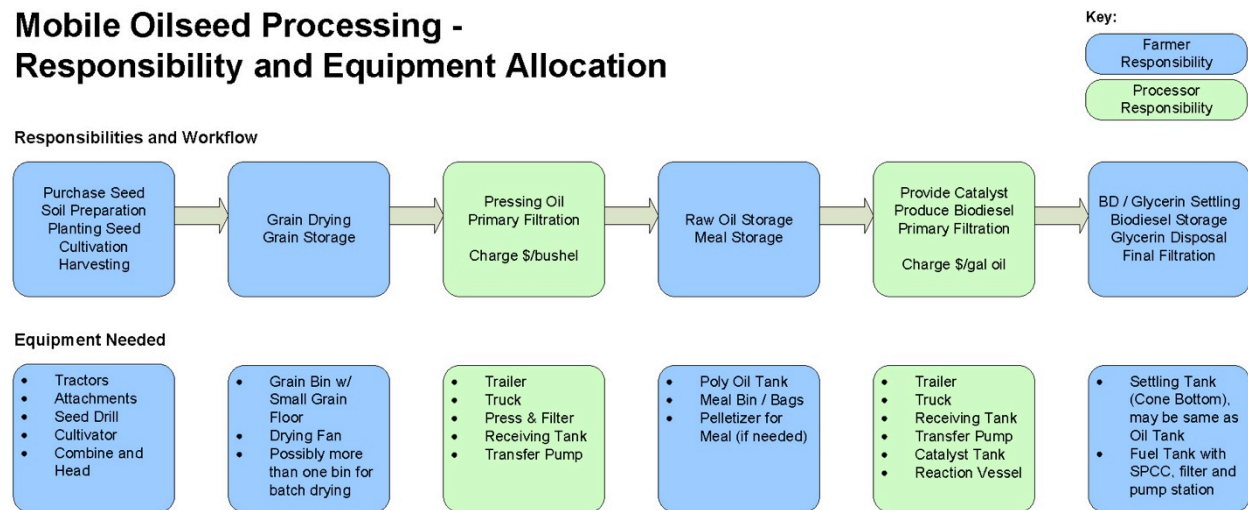 Mobile Oilseed Processing -
Responsibility and Equipment Allocation
Key:
Farmer
Responsibility
Processor
Responsibility
Responsibilities and Workflow
Purchase Seed
Soil Preparation
Planting Seed
Cultivation
Harvesting
Grain Drying
Grain Storage
Pressing Oil
Primary Filtration
Charge $/bushel
Raw Oil Storage
Meal Storage
Provide Catalyst
Produce Biodiesel
Primary Filtration
Charge $/gal oil
BD / Glycerin Settling
Biodiesel Storage
Glycerin Disposal
Final Filtration
Equipment Needed
• Tractors
• Attachments
• Seed Drill
• Cultivator
• Combine and
Head
• Grain Bin w/
Small Grain
Floor
• Drying Fan
• Possibly more
than one bin for
batch drying
• Trailer
• Truck
• Press & Filter
• Receiving Tank
• Transfer Pump
• Poly Oil Tank
• Meal Bin / Bags
• Pelletizer for
Meal (if needed)
• Trailer
• Truck
• Receiving Tank
• Transfer Pump
• Catalyst Tank
• Reaction Vessel
• Settling Tank
(Cone Bottom),
may be same as
Oil Tank
• Fuel Tank with
SPCC, filter and
pump station